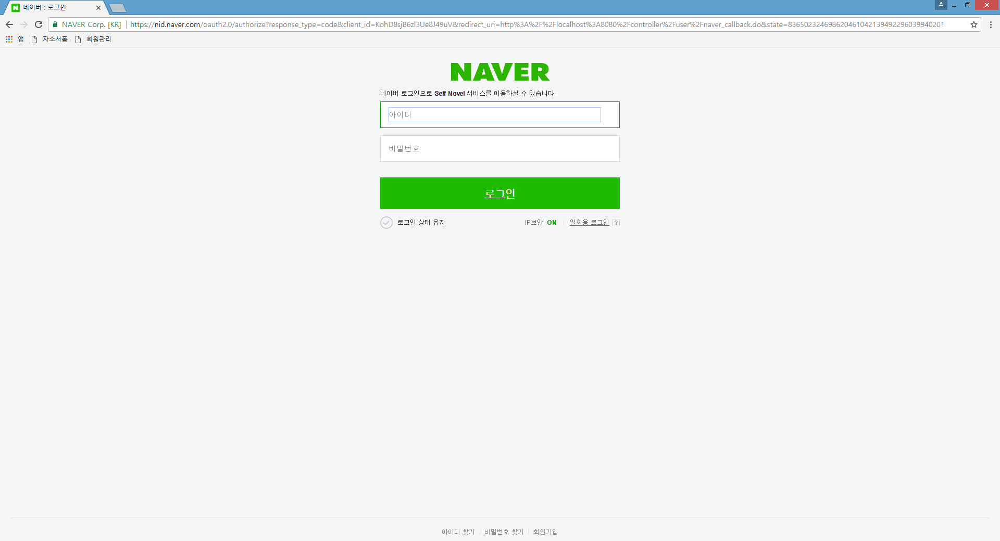 네이버 : 로그인
NAVER Corp. [KR] https://nid.naver.com/oauth2.0/authorize?response_type=code&client_id=KohD8sjB6zl3Ue8J49uV&redirect_uri=http%3A%2F%2Flocalhost%3A8080%2Fcontroller%2Fuser%2Fnaver_callback.do&state=83650232469862046104213949229603994​0201
앱 자소서폼 회원관리
NAVER
네이버 로그인으로 Self Novel 서비스를 이용하실 수 있습니다.
아이디
비밀번호
로그인
로그인 상태 유지 IP보안 ON 일회용 로그인 ?
아이디 찾기 비밀번호 찾기 회원가입